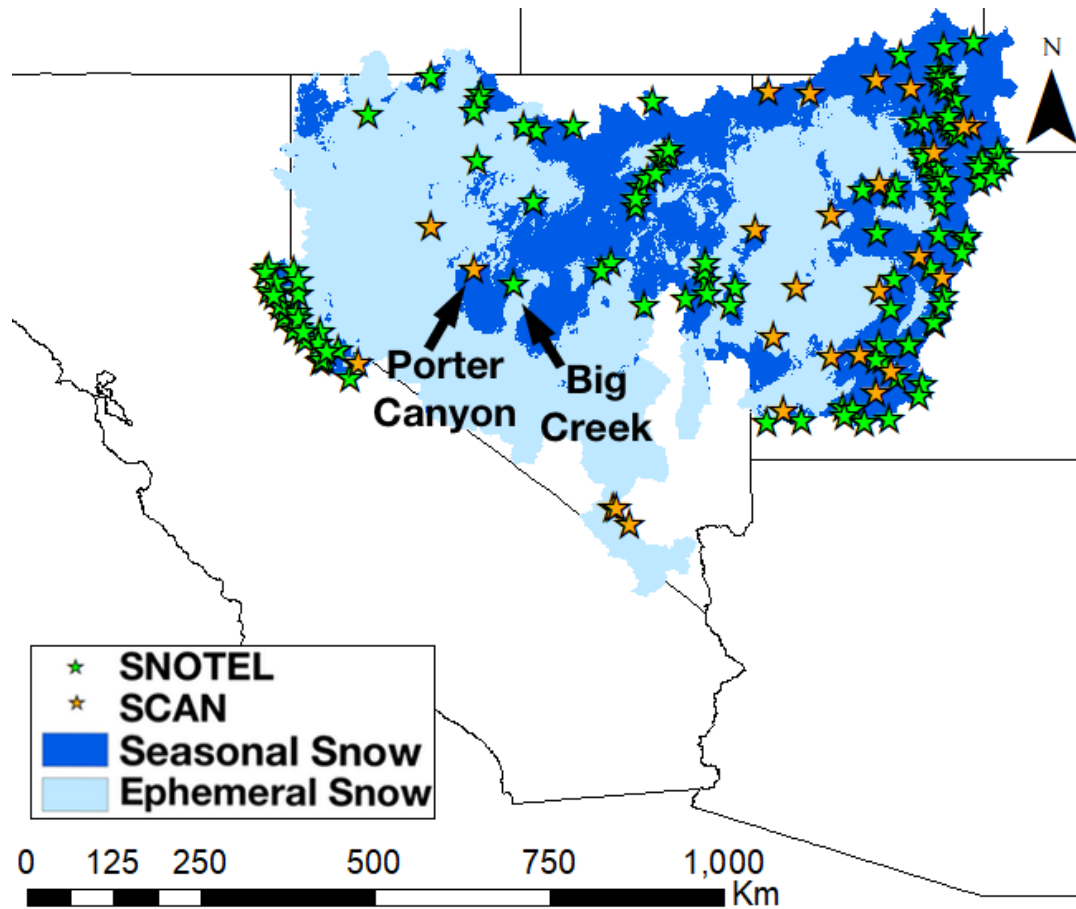 N
Porter
Canyon
Big
Creek
SNOTEL
SCAN
Seasonal Snow
Ephemeral Snow
0 125 250 500 750 1,000
Km